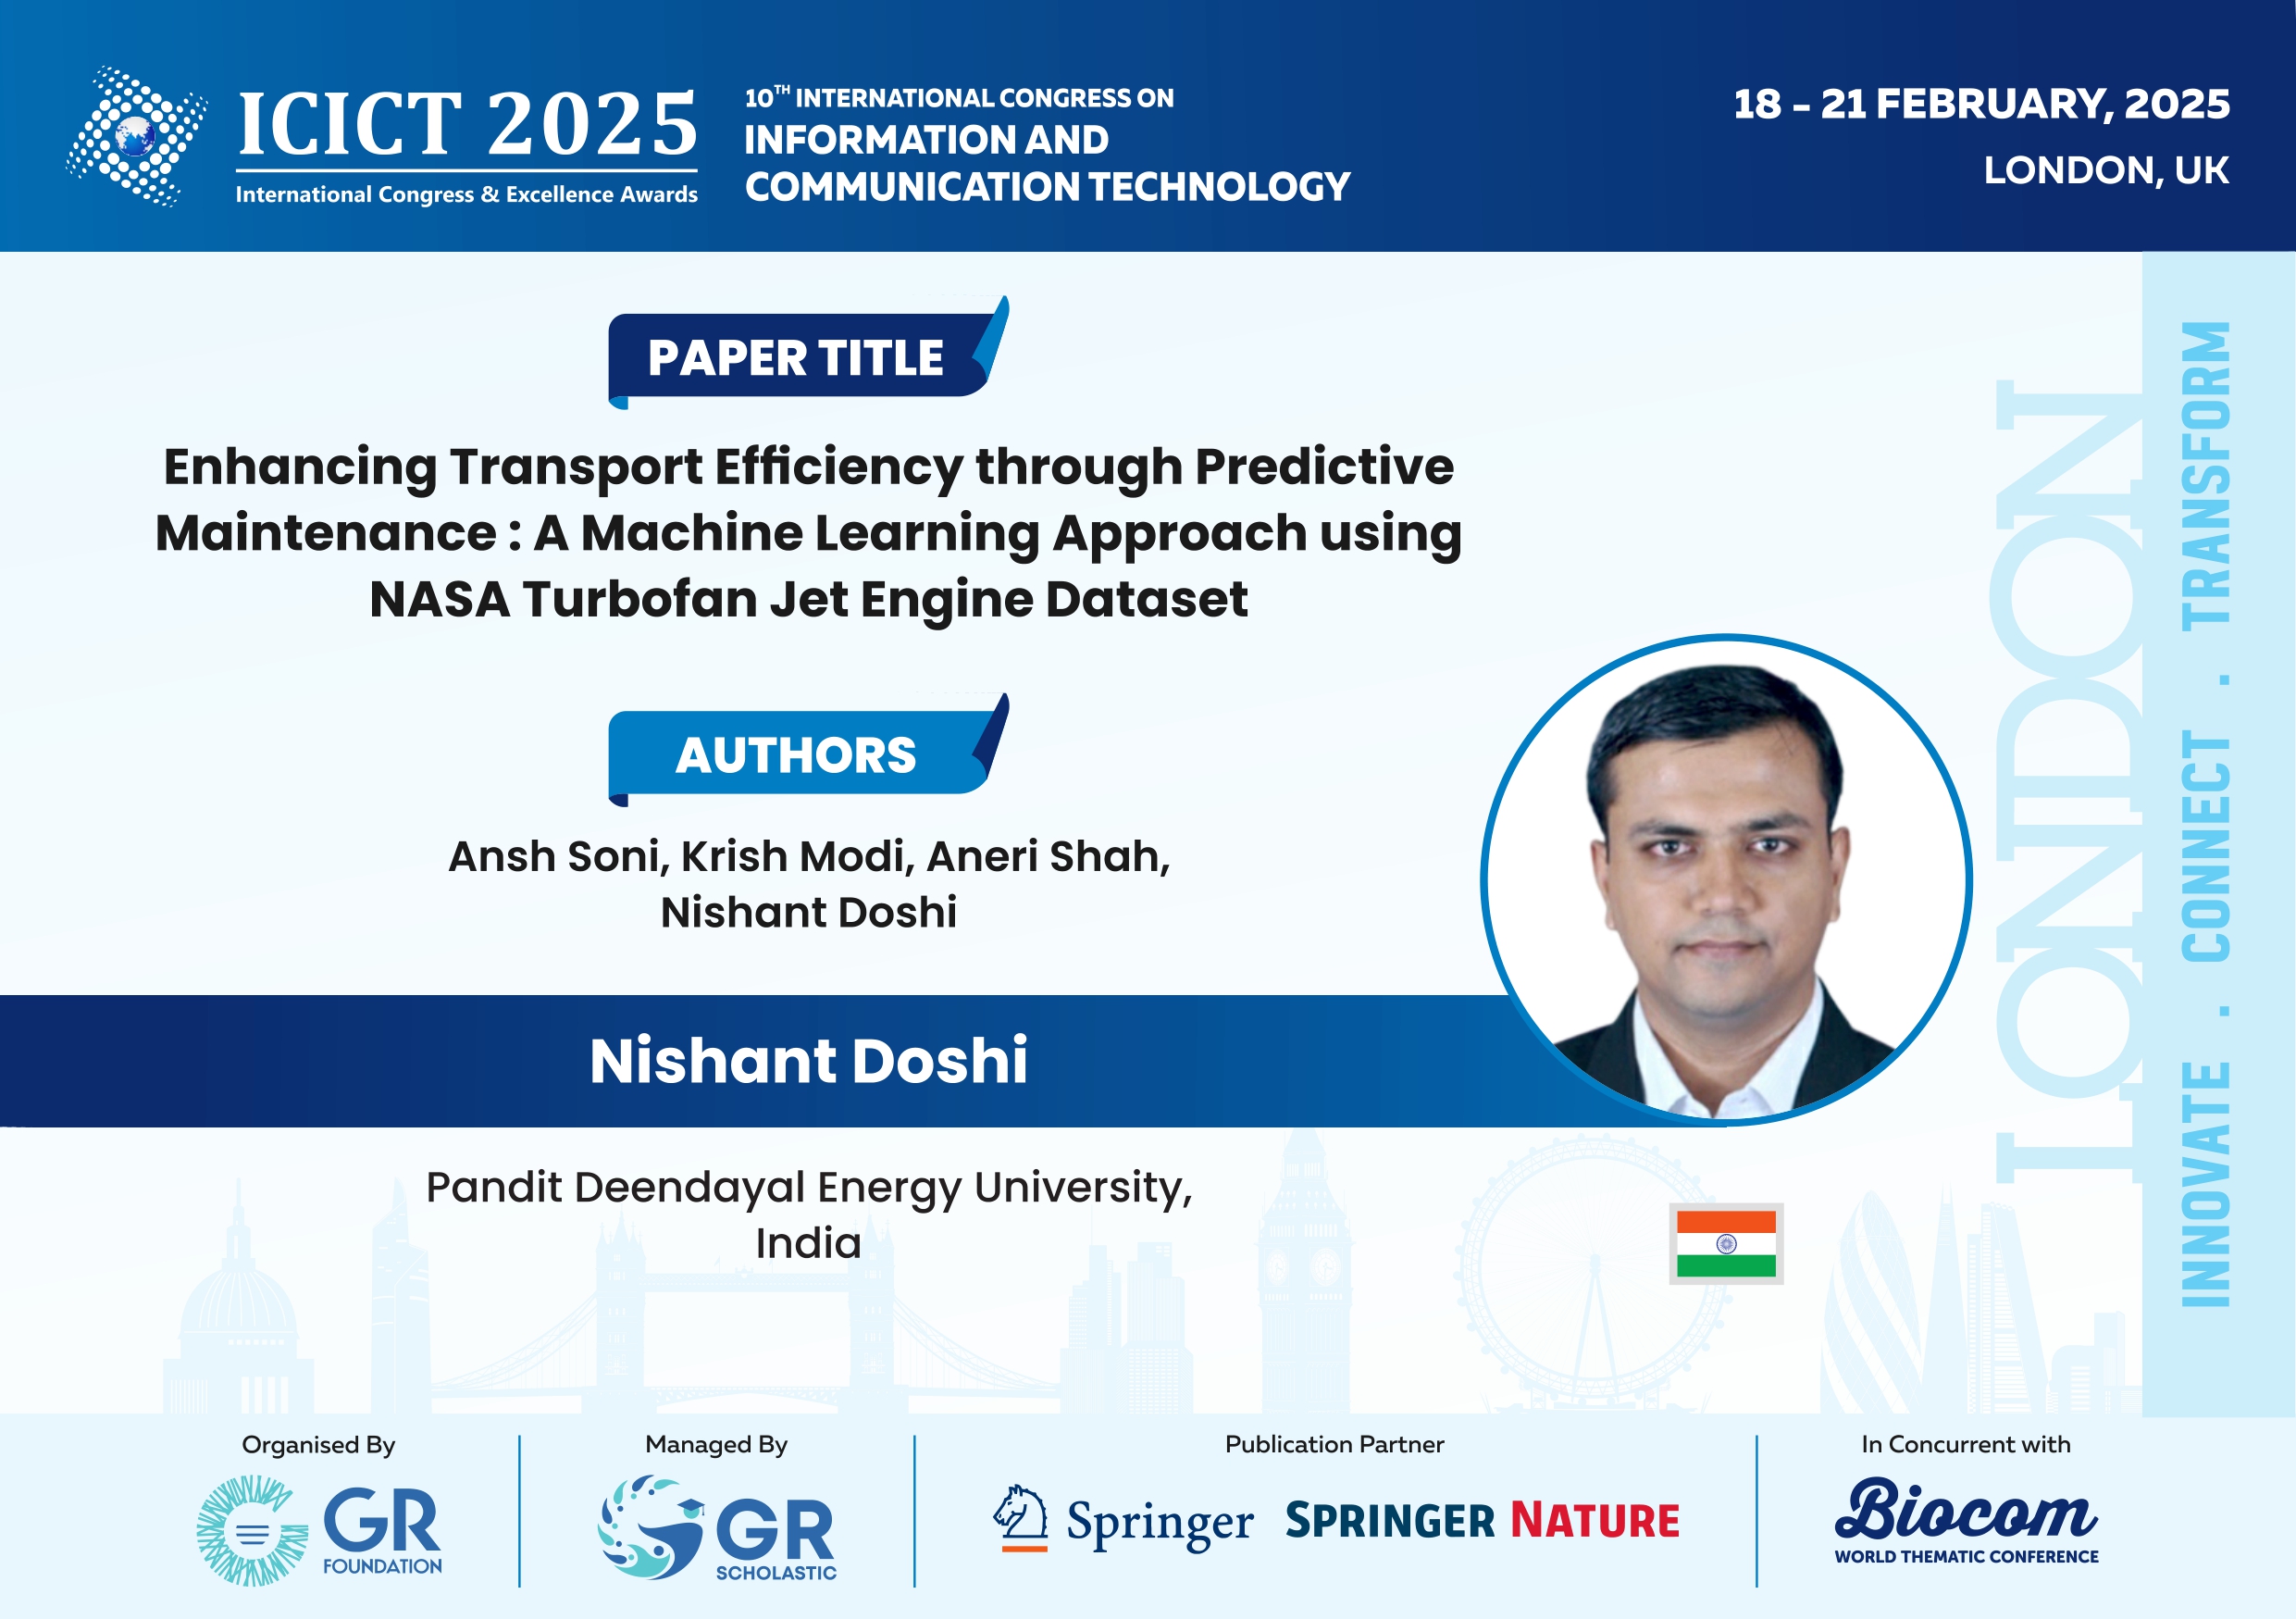 ICICT 2025
International Congress & Excellence Awards
10TH INTERNATIONAL CONGRESS ON
INFORMATION AND
COMMUNICATION TECHNOLOGY
18 - 21 FEBRUARY, 2025
LONDON, UK
PAPER TITLE
Enhancing Transport Efficiency through Predictive
Maintenance : A Machine Learning Approach using
NASA Turbofan Jet Engine Dataset
AUTHORS
Ansh Soni, Krish Modi, Aneri Shah,
Nishant Doshi
Nishant Doshi
Pandit Deendayal Energy University,
India
LONDON
INNOVATE . CONNECT . TRANSFORM
Organised By
GR
FOUNDATION
Managed By
GR
SCHOLASTIC
Publication Partner
Springer
SPRINGER NATURE
In Concurrent with
Biocom
WORLD THEMATIC CONFERENCE